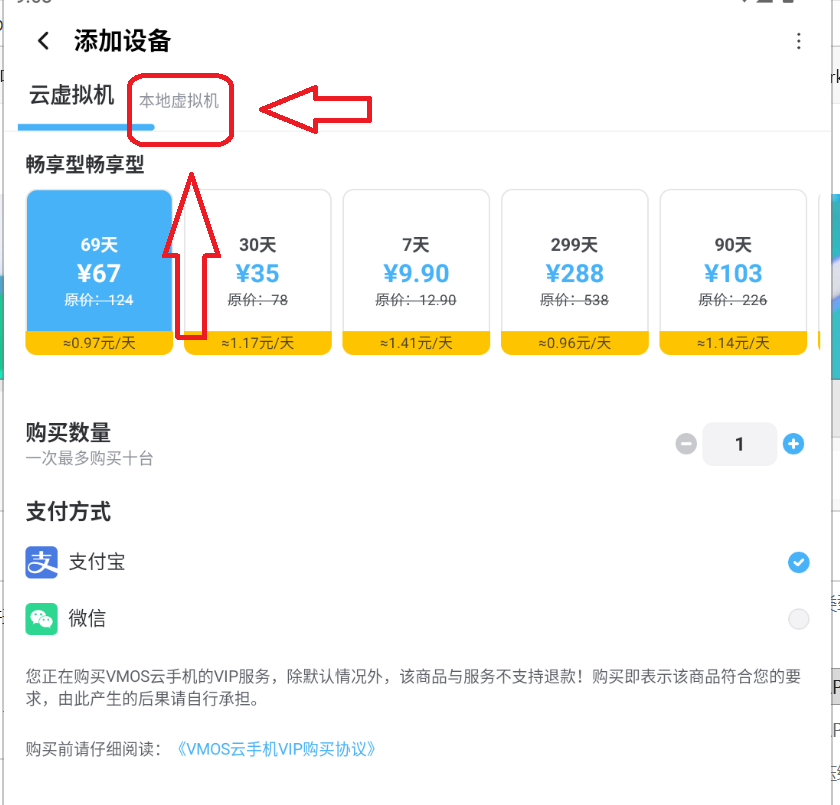 添加设备
云虚拟机
本地虚拟机
畅享型畅享型
69天
¥67
原价：124
≈0.97元/天
30天
¥35
原价：78
≈1.17元/天
7天
¥9.90
原价：12.90
≈1.41元/天
299天
¥288
原价：538
≈0.96元/天
90天
¥103
原价：226
≈1.14元/天
购买数量
一次最多购买十台
1
支付方式
支 支付宝
微信
您正在购买VMOS云手机的VIP服务，除默认情况外，该商品与服务不支持退款！购买即表示该商品符合您的要
求，由此产生的后果请自行承担。
购买前请仔细阅读：《VMOS云手机VIP购买协议》